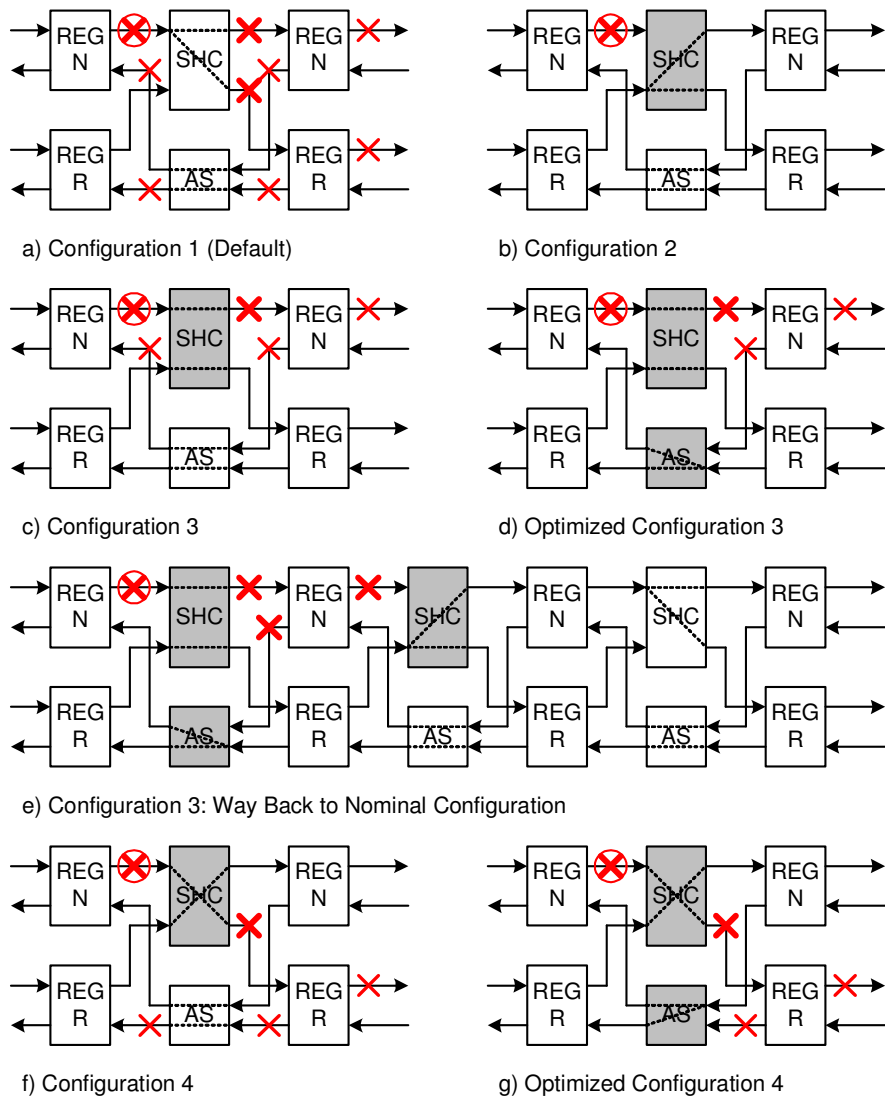 REG SHC REG
N N
REG AS REG
R R
a) Configuration 1 (Default)
REG SHC REG
N N
REG AS REG
R R
b) Configuration 2
REG SHC REG
N N
REG AS REG
R R
c) Configuration 3
REG SHC REG
N N
REG AS REG
R R
d) Optimized Configuration 3
REG SHC REG SHC REG SHC REG
N N N N
REG AS REG AS REG AS REG
R R R R
e) Configuration 3: Way Back to Nominal Configuration
REG SHC REG
N N
REG AS REG
R R
f) Configuration 4
REG SHC REG
N N
REG AS REG
R R
g) Optimized Configuration 4